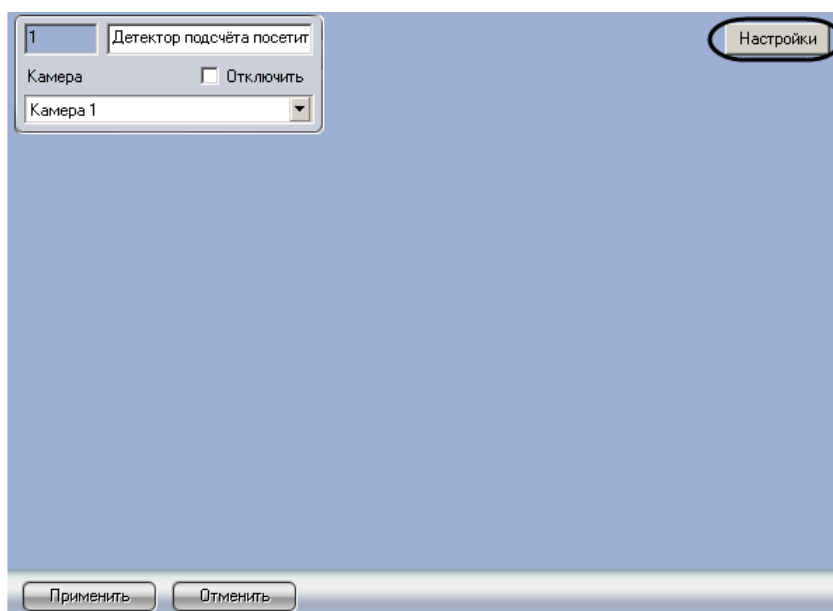 1 Детектор подсчёта посетит Настройки
Камера Отключить
Камера 1
Применить Отменить